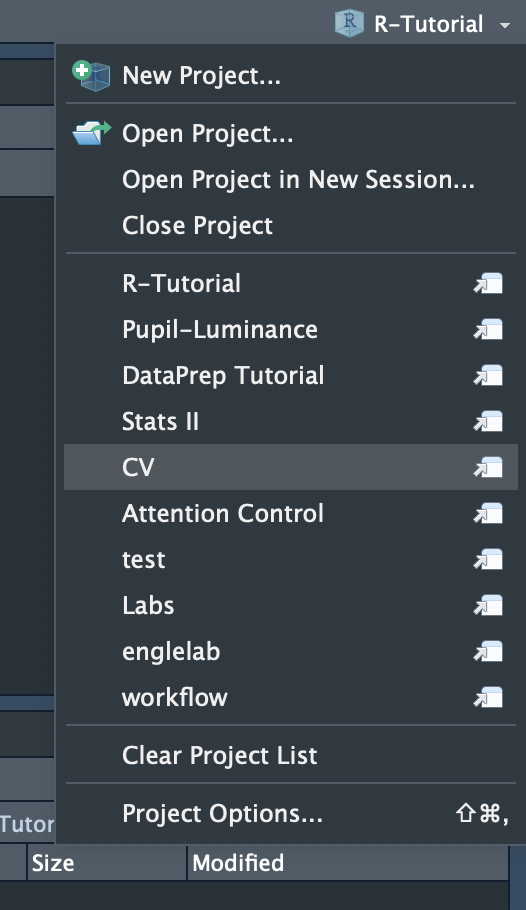 R-Tutorial
New Project...
Open Project...
Open Project in New Session...
Close Project
R-Tutorial
Pupil-Luminance
DataPrep Tutorial
Stats II
CV
Attention Control
test
Labs
englelab
workflow
Clear Project List
Project Options... ⇧⌘,
Tutor
Size Modified